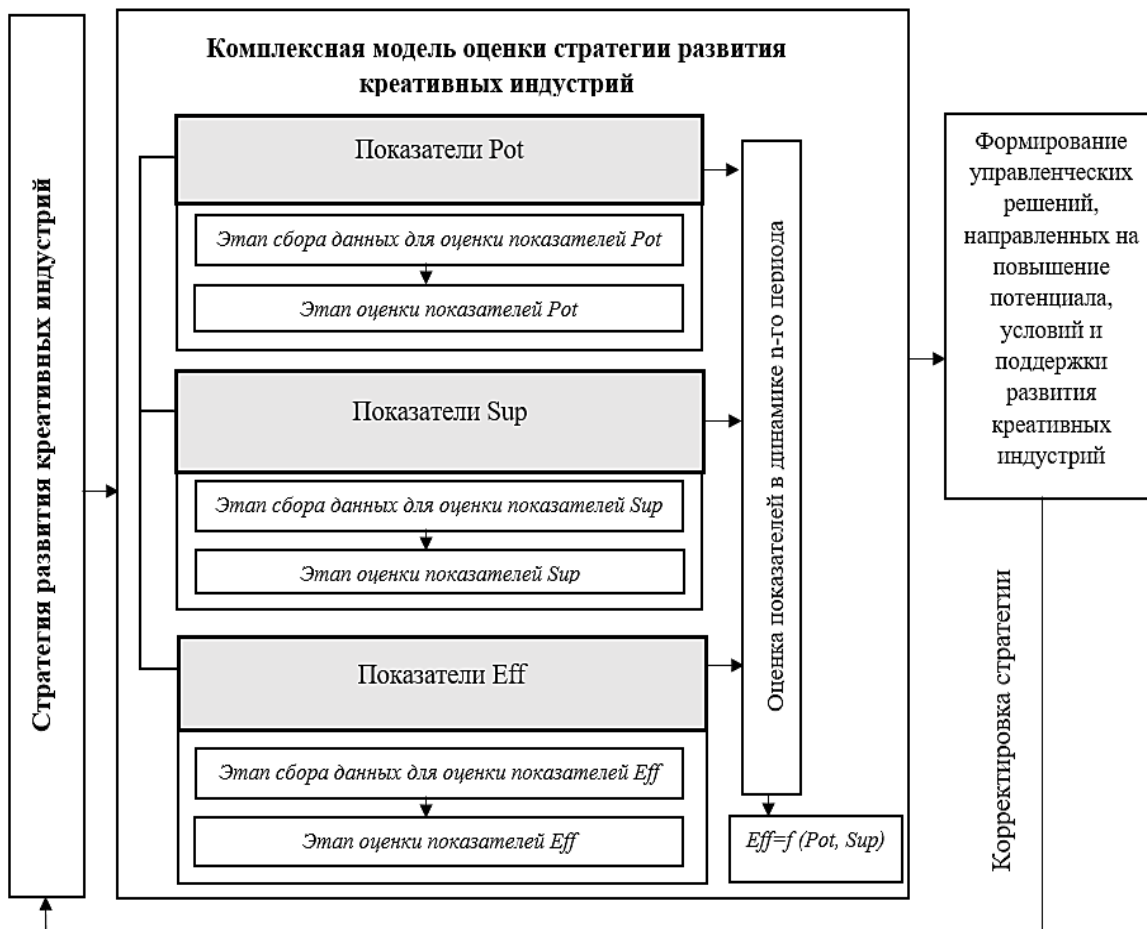 Стратегия развития креативных индустрий
Комплексная модель оценки стратегии развития
креативных индустрий
Показатели Pot
Этап сбора данных для оценки показателей Pot
Этап оценки показателей Pot
Показатели Sup
Этап сбора данных для оценки показателей Sup
Этап оценки показателей Sup
Показатели Eff
Этап сбора данных для оценки показателей Eff
Этап оценки показателей Eff
Оценка показателей в динамике n-го периода
Eff=f (Pot, Sup)
Формирование
управленческих
решений,
направленных на
повышение
потенциала,
условий и
поддержки
развития
креативных
индустрий
Корректировка стратегии